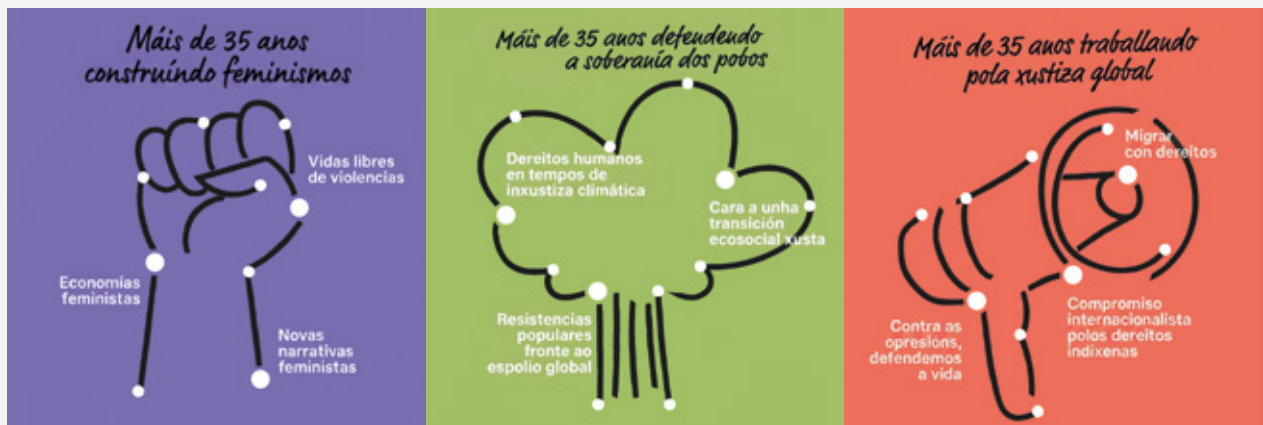 Máis de 35 anos
construíndo feminismos
Vidas libres
de violencias
Economías
feministas
Novas
narrativas
feministas
Máis de 35 anos defendendo
a soberanía dos pobos
Dereitos humanos
en tempos de
inxustiza climática
Cara a unha
transición
ecosocial xusta
Resistencias
populares
fronte ao
espolio global
Máis de 35 anos traballando
pola xustiza global
Migrar
con dereitos
Contra as
opresións,
defendemos
a vida
Compromiso
internacionalista
polos dereitos
indíxenas